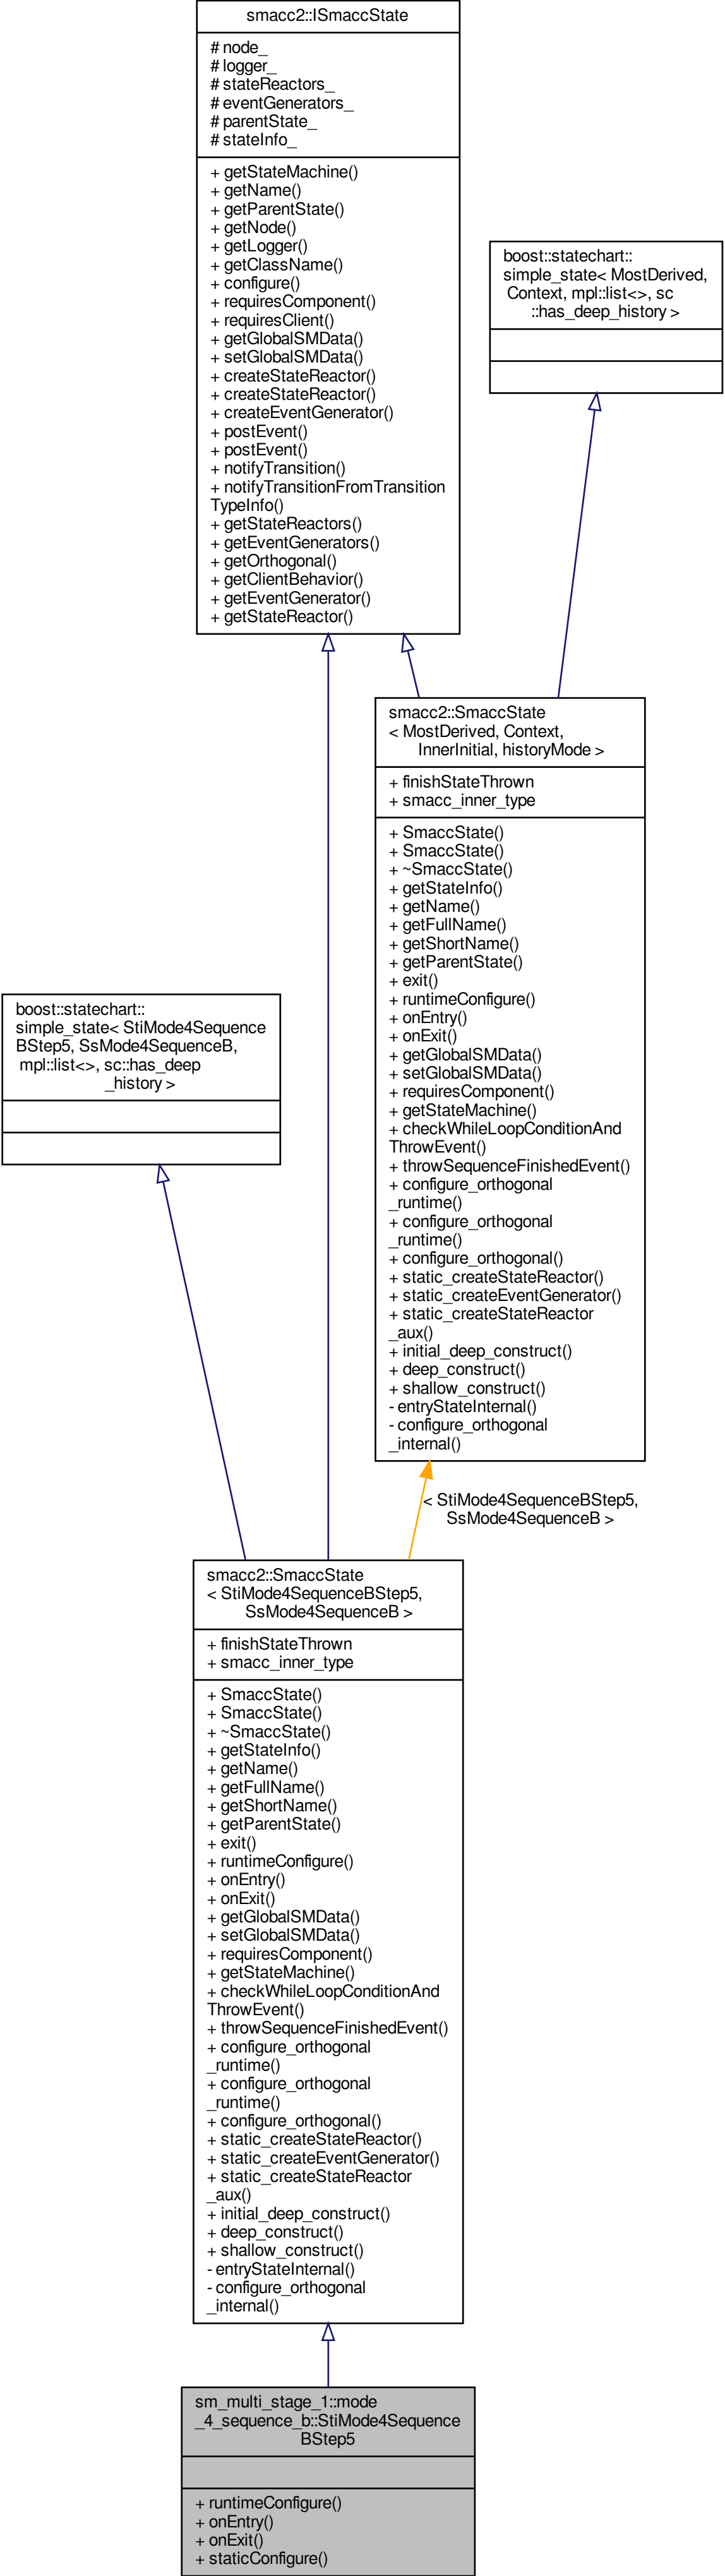 smacc2::ISmaccState
# node_
# logger_
# stateReactors_
# eventGenerators_
# parentState_
# stateInfo_
+ getStateMachine()
+ getName()
+ getParentState()
+ getNode()
+ getLogger()
+ getClassName()
+ configure()
+ requiresComponent()
+ requiresClient()
+ getGlobalSMData()
+ setGlobalSMData()
+ createStateReactor()
+ createStateReactor()
+ createEventGenerator()
+ postEvent()
+ postEvent()
+ notifyTransition()
+ notifyTransitionFromTransition
TypeInfo()
+ getStateReactors()
+ getEventGenerators()
+ getOrthogonal()
+ getClientBehavior()
+ getEventGenerator()
+ getStateReactor()
boost::statechart::
simple_state< MostDerived,
Context, mpl::list<>, sc
::has_deep_history >
smacc2::SmaccState
< MostDerived, Context,
InnerInitial, historyMode >
+ finishStateThrown
+ smacc_inner_type
+ SmaccState()
+ SmaccState()
+ ~SmaccState()
+ getStateInfo()
+ getName()
+ getFullName()
+ getShortName()
+ getParentState()
+ exit()
+ runtimeConfigure()
+ onEntry()
+ onExit()
+ getGlobalSMData()
+ setGlobalSMData()
+ requiresComponent()
+ getStateMachine()
+ checkWhileLoopConditionAnd
ThrowEvent()
+ throwSequenceFinishedEvent()
+ configure_orthogonal
_runtime()
+ configure_orthogonal
_runtime()
+ configure_orthogonal()
+ static_createStateReactor()
+ static_createEventGenerator()
+ static_createStateReactor
_aux()
+ initial_deep_construct()
+ deep_construct()
+ shallow_construct()
- entryStateInternal()
- configure_orthogonal
_internal()
boost::statechart::
simple_state< StiMode4Sequence
BStep5, SsMode4SequenceB,
mpl::list<>, sc::has_deep
_history >
< StiMode4SequenceBStep5,
SsMode4SequenceB >
smacc2::SmaccState
< StiMode4SequenceBStep5,
SsMode4SequenceB >
+ finishStateThrown
+ smacc_inner_type
+ SmaccState()
+ SmaccState()
+ ~SmaccState()
+ getStateInfo()
+ getName()
+ getFullName()
+ getShortName()
+ getParentState()
+ exit()
+ runtimeConfigure()
+ onEntry()
+ onExit()
+ getGlobalSMData()
+ setGlobalSMData()
+ requiresComponent()
+ getStateMachine()
+ checkWhileLoopConditionAnd
ThrowEvent()
+ throwSequenceFinishedEvent()
+ configure_orthogonal
_runtime()
+ configure_orthogonal
_runtime()
+ configure_orthogonal()
+ static_createStateReactor()
+ static_createEventGenerator()
+ static_createStateReactor
_aux()
+ initial_deep_construct()
+ deep_construct()
+ shallow_construct()
- entryStateInternal()
- configure_orthogonal
_internal()
sm_multi_stage_1::mode
_4_sequence_b::StiMode4Sequence
BStep5
+ runtimeConfigure()
+ onEntry()
+ onExit()
+ staticConfigure()